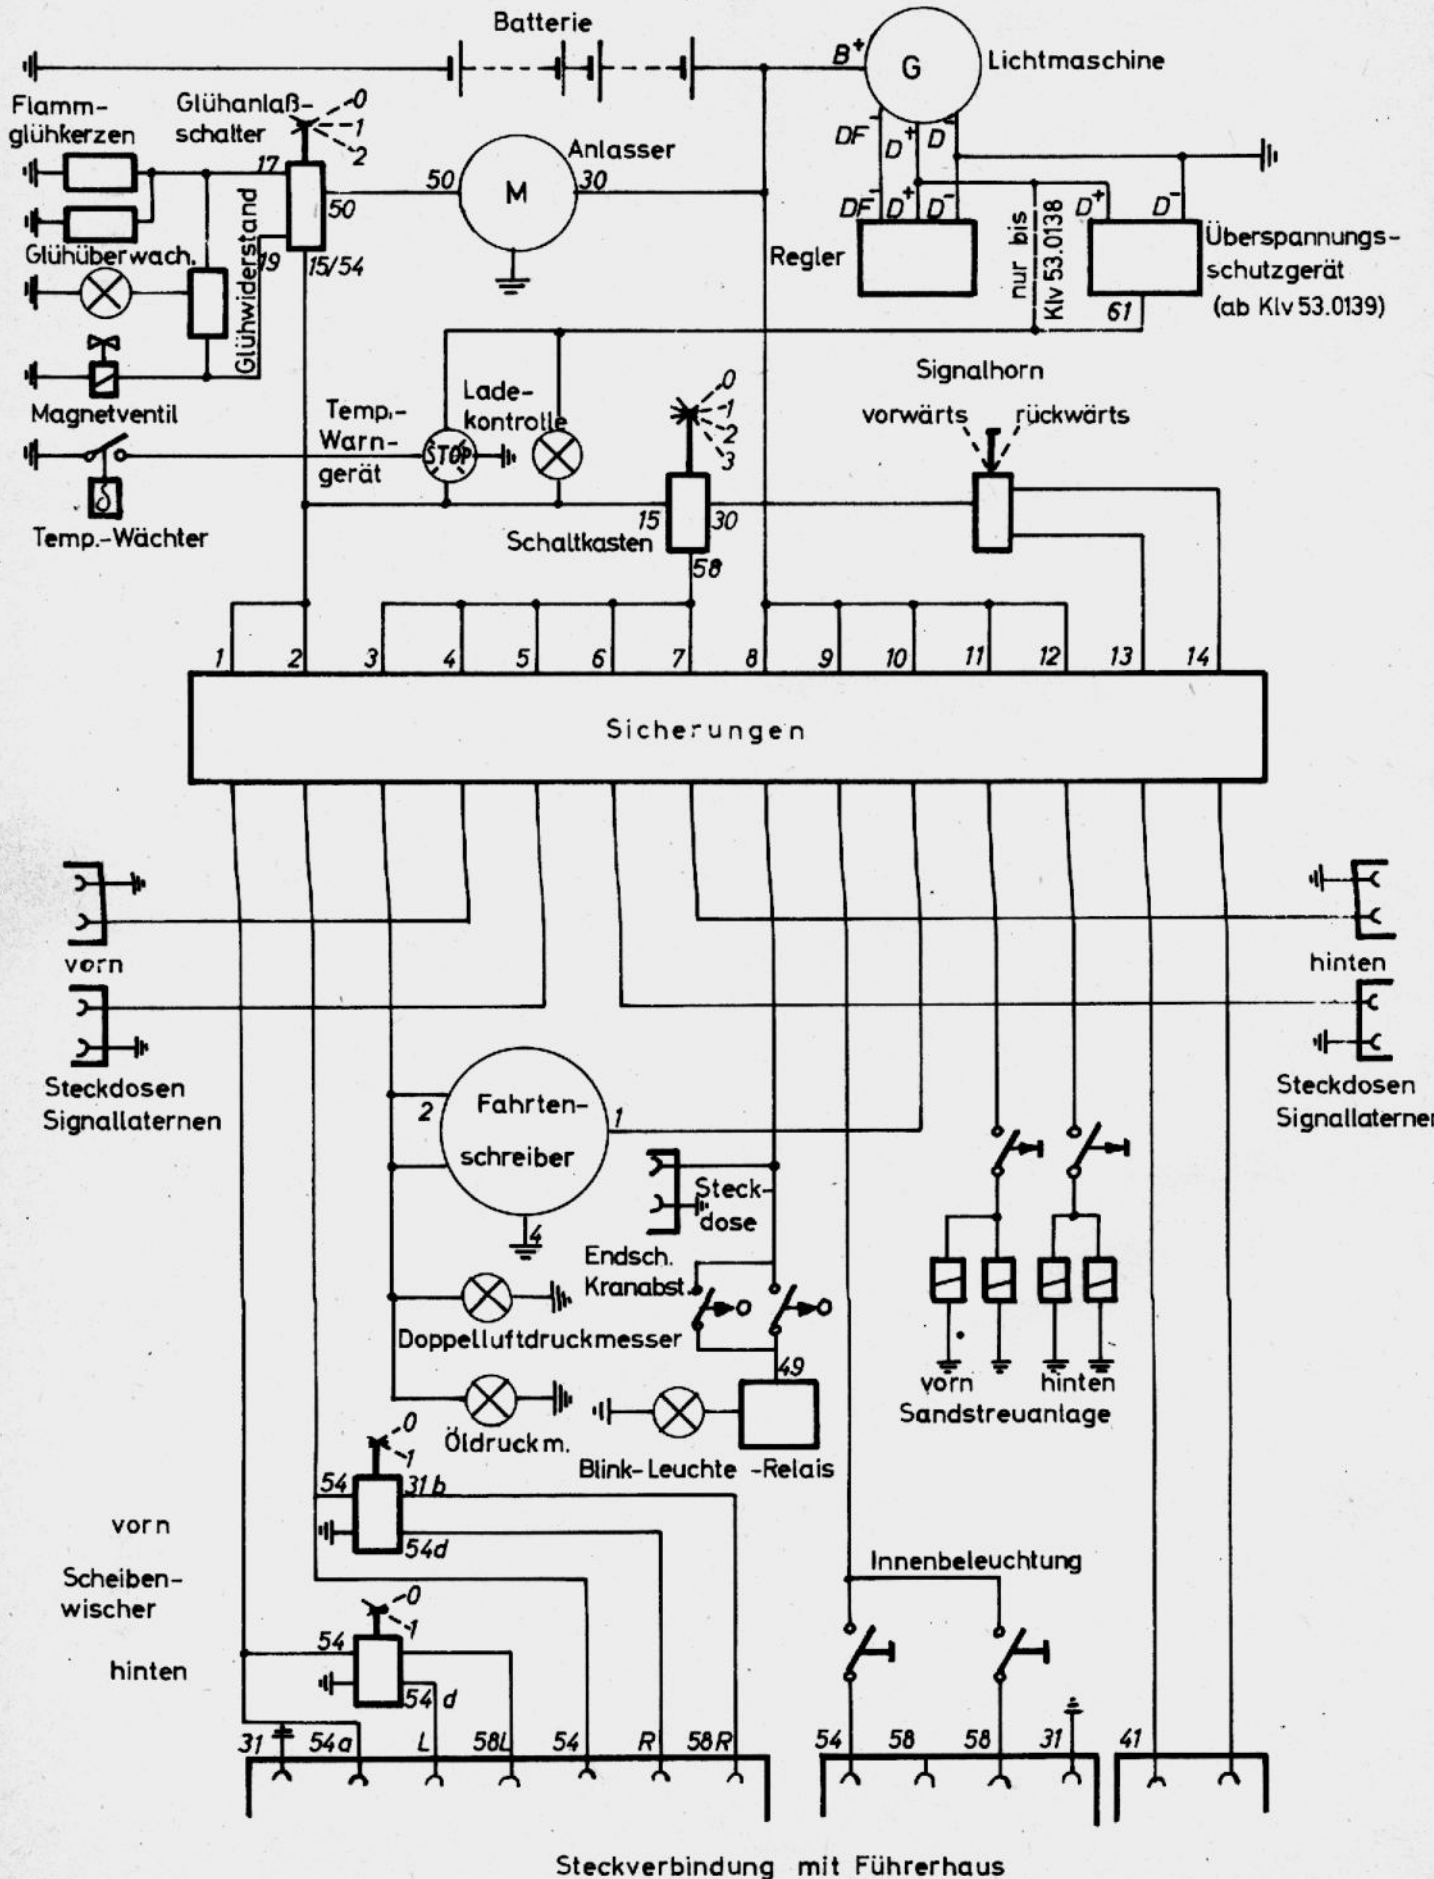 Batterie
B+
G
Lichtmaschine
Flamm-
glühkerzen
Glühanlaß-
schalter
0
1
2
DF-
D+
D-
Anlasser
17
50
M
30
50
DF-
D+
D-
D+
D-
Glühüberwach.
19
15/54
Glühwiderstand
Regler
nur bis
Klv 53.0138
Überspannungs-
schutzgerät
(ab Klv 53.0139)
61
Magnetventil
Temp.-
Warn-
gerät
Lade-
kontrolle
STOP
0
1
2
3
Signalhorn
vorwärts
rückwärts
Temp.-Wächter
15
30
Schaltkasten
58
1
2
3
4
5
6
7
8
9
10
11
12
13
14
Sicherungen
vorn
hinten
Steckdosen
Signallaternen
Steckdosen
Signallaternen
2
Fahrten-
schreiber
1
4
Steck-
dose
Endsch.
Kranabst.
Doppelluftdruckmesser
49
vorn
hinten
Sandstreuanlage
Öldruckm.
Blink-Leuchte -Relais
0
1
54
31b
54d
vorn
Scheiben-
wischer
hinten
0
1
54
54 d
Innenbeleuchtung
31
54a
L
58L
54
R
58R
54
58
58
31
41
Steckverbindung mit Führerhaus